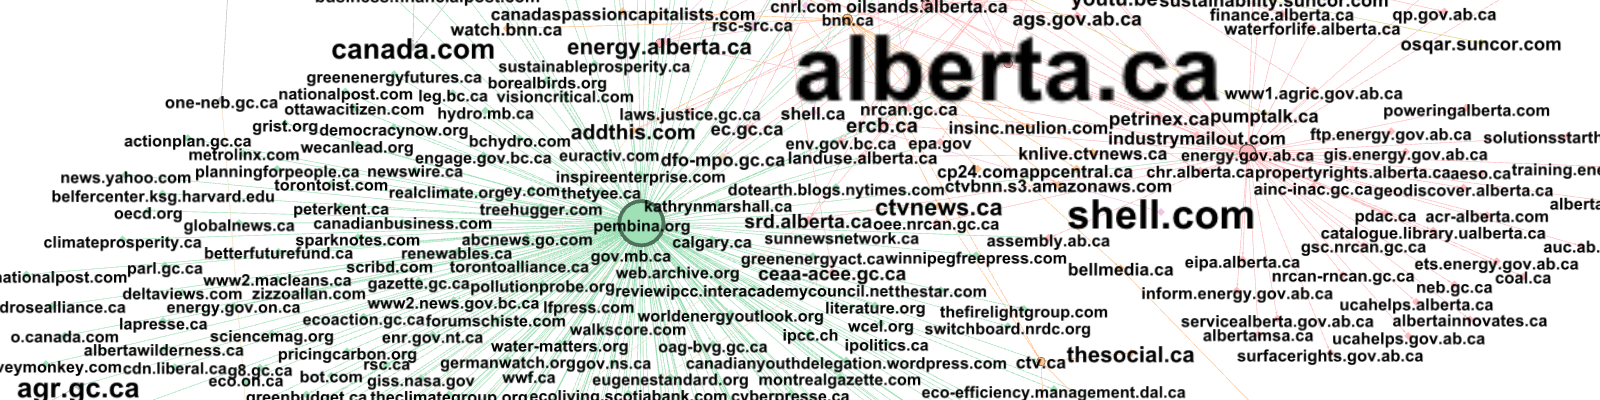 business.financialpost.com
cnrl.com oilsands.alberta.ca
sustainability.suncor.com
canadaspassioncapitalists.com
bnn.ca
ags.gov.ab.ca
finance.alberta.ca
qp.gov.ab.ca
watch.bnn.ca
rsc-src.ca
waterforlife.alberta.ca
canada.com
energy.alberta.ca
alberta.ca
osqar.suncor.com
sustainableprosperity.ca
greenenergyfutures.ca
borealbirds.org
nationalpost.com
leg.bc.ca
visioncritical.com
www1.agric.gov.ab.ca
one-neb.gc.ca
ottawacitizen.com
hydro.mb.ca
laws.justice.gc.ca
shell.ca
nrcan.gc.ca
poweringalberta.com
petrinex.ca
pumptalk.ca
grist.org
democracynow.org
addthis.com
ec.gc.ca
ercb.ca
insinc.neulion.com
actionplan.gc.ca
wecanlead.org
bchydro.com
env.gov.bc.ca
epa.gov
industrymailout.com
ftp.energy.gov.ab.ca
metrolinx.com
engage.gov.bc.ca
euractiv.com
dfo-mpo.gc.ca
landuse.alberta.ca
knlive.ctvnews.ca
energy.gov.ab.ca
gis.energy.gov.ab.ca
planningforpeople.ca
newswire.ca
cp24.com
appcentral.ca
chr.alberta.ca
propertyrights.alberta.ca
aeso.ca
news.yahoo.com
torontoist.com
inspireenterprise.com
belfercenter.ksg.harvard.edu
realclimate.org
ey.com
thetyee.ca
dotearth.blogs.nytimes.com
ctvbnn.s3.amazonaws.com
ainc-inac.gc.ca
geodiscover.alberta.ca
oecd.org
peterkent.ca
treehugger.com
kathrynmarshall.ca
ctvnews.ca
shell.com
globalnews.ca
canadianbusiness.com
pembina.org
srd.alberta.ca
oee.nrcan.gc.ca
pdac.ca
acr-alberta.com
climateprosperity.ca
sparknotes.com
abcnews.go.com
calgary.ca
sunnewsnetwork.ca
assembly.ab.ca
catalogue.library.ualberta.ca
betterfuturefund.ca
renewables.ca
gov.mb.ca
greenenergyact.ca
winnipegfreepress.com
gsc.nrcan.gc.ca
parl.gc.ca
scribd.com
torontoalliance.ca
web.archive.org
ceaa-acee.gc.ca
bellmedia.ca
eipa.alberta.ca
ets.energy.gov.ab.ca
www2.macleans.ca
gazette.gc.ca
pollutionprobe.org
reviewipcc.interacademycouncil.net
thestar.com
nrcan-rncan.gc.ca
coal.ca
deltaviews.com
zizzoallan.com
inform.energy.gov.ab.ca
neb.gc.ca
energy.gov.on.ca
www2.news.gov.bc.ca
lfpress.com
worldenergyoutlook.org
literature.org
thefirelightgroup.com
ucahelps.alberta.ca
lapresse.ca
ecoaction.gc.ca
forumschiste.com
walkscore.com
ipcc.ch
wcel.org
switchboard.nrdc.org
servicealberta.gov.ab.ca
albertainnovates.ca
o.canada.com
sciencemag.org
enr.gov.nt.ca
albertamsa.ca
ucahelps.gov.ab.ca
albertawilderness.ca
pricingcarbon.org
water-matters.org
oag-bvg.gc.ca
ipolitics.ca
thesocial.ca
surfacerights.gov.ab.ca
cdn.liberal.ca
g8.gc.ca
rsc.ca
germanwatch.org
gov.ns.ca
canadianyouthdelegation.wordpress.com
ctv.ca
agr.gc.ca
eco.on.ca
bot.com
giss.nasa.gov
wwf.ca
eugenestandard.org
montrealgazette.com
greenbudget.ca
theclimategroup.org
ecoliving.scotiabank.com
cyberpresse.ca
eco-efficiency.management.dal.ca